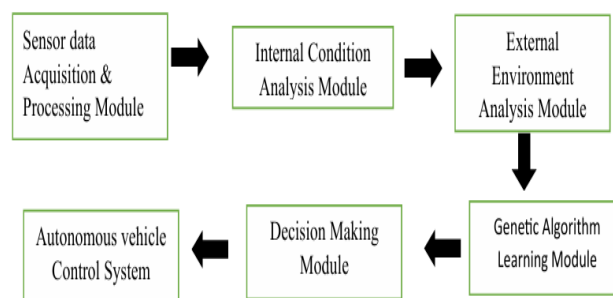 Sensor data
Acquisition &
Processing Module
Internal Condition
Analysis Module
External
Environment
Analysis Module
Genetic Algorithm
Learning Module
Decision Making
Module
Autonomous vehicle
Control System